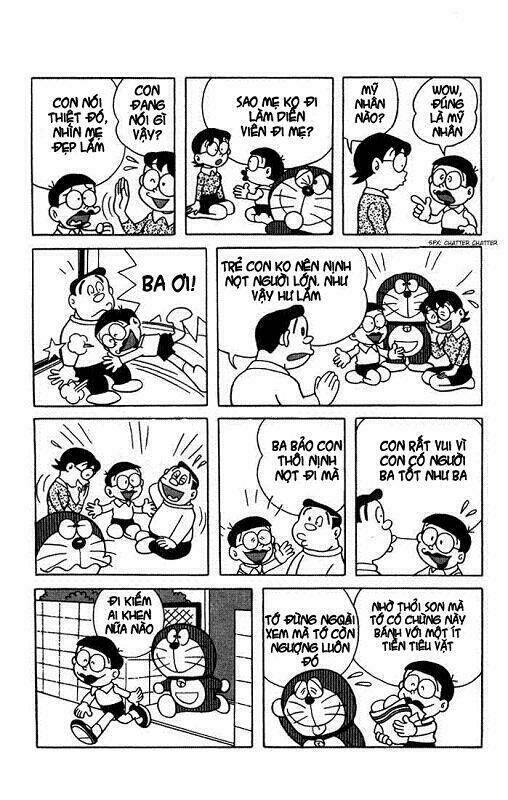 CON NÓI
THIỆT ĐÓ,
NHÌN MẸ
ĐẸP LẮM
CON
ĐANG
NÓI GÌ
VẬY?
SAO MẸ KO ĐI
LÀM DIỄN
VIÊN ĐI MẸ?
MỸ
NHÂN
NÀO?
WOW,
ĐÚNG
LÀ MỸ
NHÂN
SFX: CHATTER CHATTER
BA ƠI!
TRẺ CON KO NÊN NỊNH
NỌT NGƯỜI LỚN. NHƯ
VẬY HƯ LẮM
BA BẢO CON
THÔI NỊNH
NỌT ĐI MÀ
CON RẤT VUI VÌ
CON CÓ NGƯỜI
BA TỐT NHƯ BA
ĐI KIẾM
AI KHEN
NỮA NÀO
TỚ ĐỨNG NGOÀI
XEM MÀ TỚ CÒN
NGƯỢNG LUÔN
ĐÓ
NHỜ THỎI SON MÀ
TỚ CÓ CHỪNG NÀY
BÁNH VỚI MỘT ÍT
TIỀN TIÊU VẶT